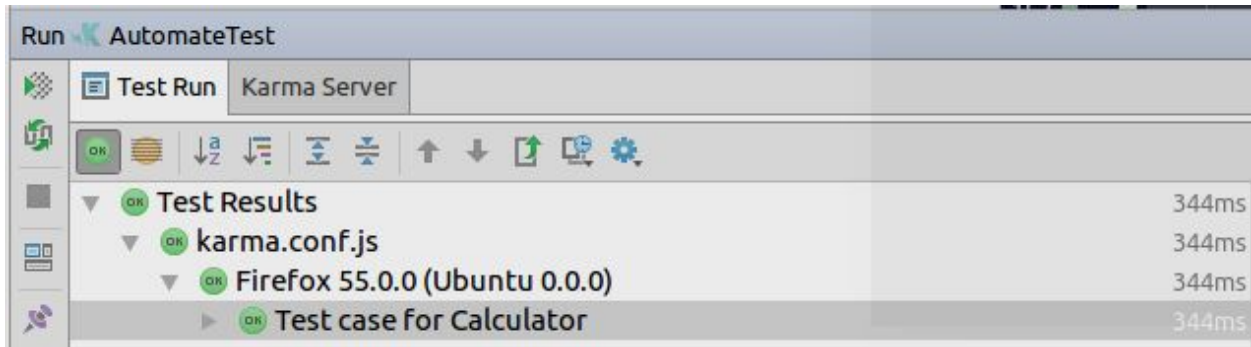 Run AutomateTest
Test Run Karma Server
OK a z
OK Test Results 344ms
OK karma.conf.js 344ms
OK Firefox 55.0.0 (Ubuntu 0.0.0) 344ms
OK Test case for Calculator 344ms